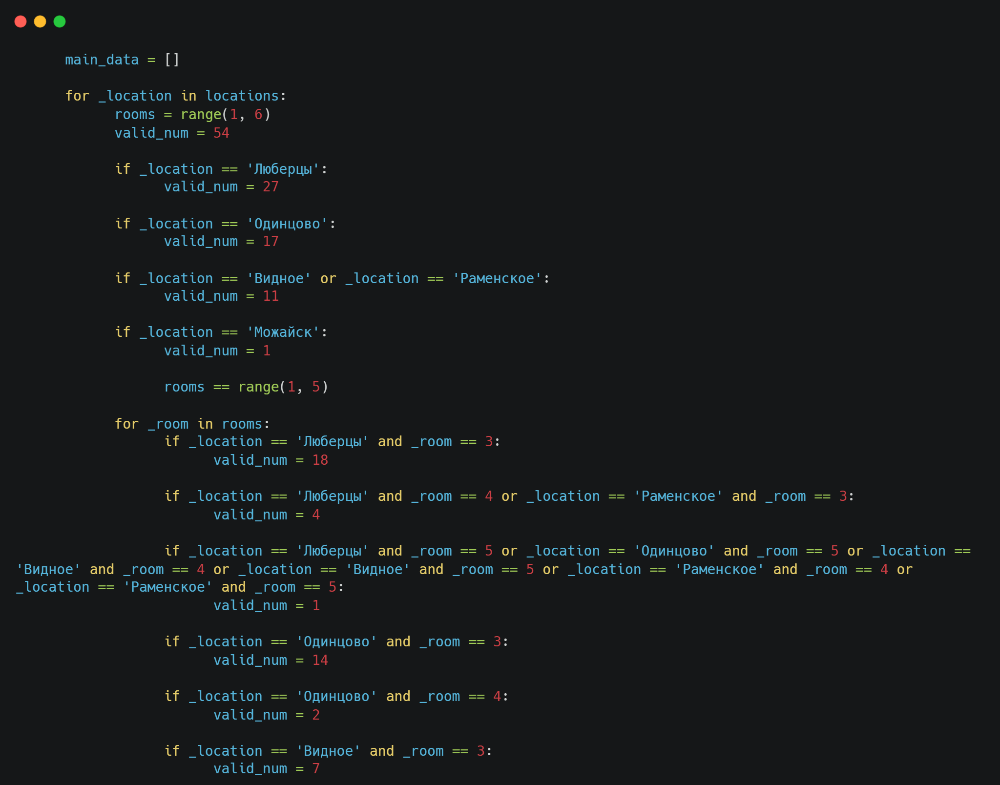 main_data = []
for _location in locations:
rooms = range(1, 6)
valid_num = 54
if _location == 'Люберцы':
valid_num = 27
if _location == 'Одинцово':
valid_num = 17
if _location == 'Видное' or _location == 'Раменское':
valid_num = 11
if _location == 'Можайск':
valid_num = 1
rooms == range(1, 5)
for _room in rooms:
if _location == 'Люберцы' and _room == 3:
valid_num = 18
if _location == 'Люберцы' and _room == 4 or _location == 'Раменское' and _room == 3:
valid_num = 4
if _location == 'Люберцы' and _room == 5 or _location == 'Одинцово' and _room == 5 or _location ==
'Видное' and _room == 4 or _location == 'Видное' and _room == 5 or _location == 'Раменское' and _room == 4 or
_location == 'Раменское' and _room == 5:
valid_num = 1
if _location == 'Одинцово' and _room == 3:
valid_num = 14
if _location == 'Одинцово' and _room == 4:
valid_num = 2
if _location == 'Видное' and _room == 3:
valid_num = 7